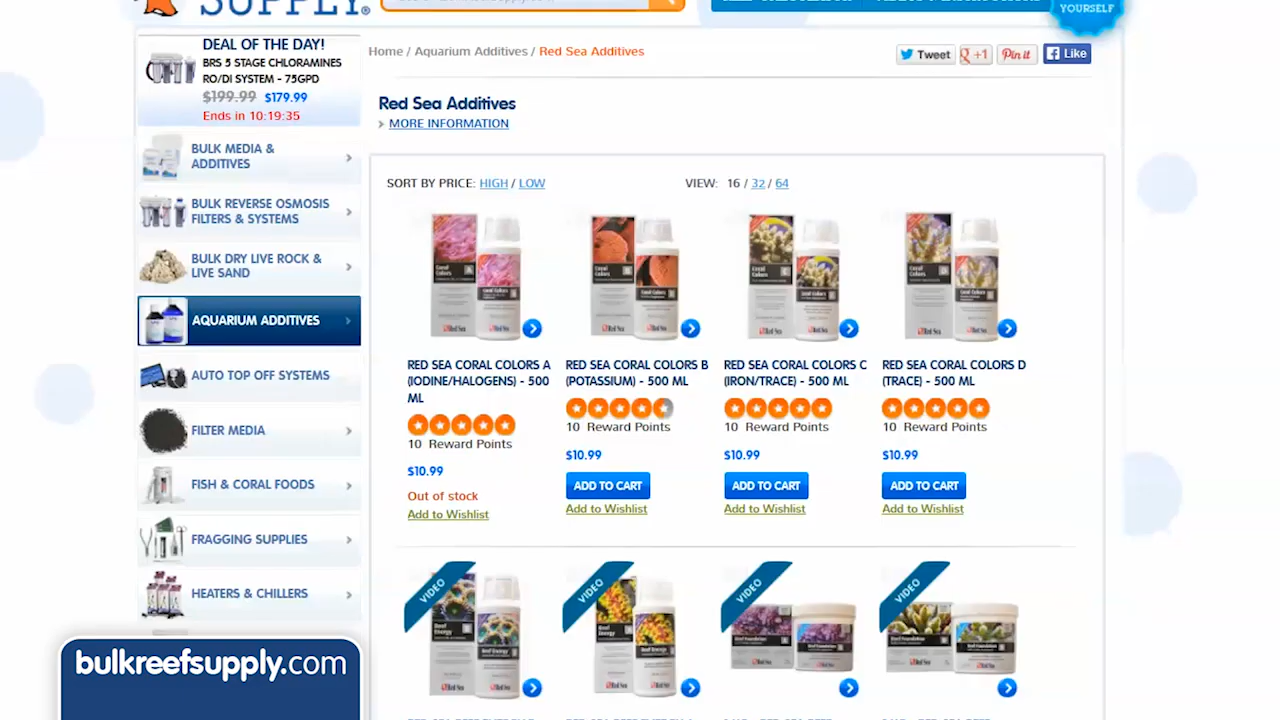 SUPPLY®
YOURSELF
DEAL OF THE DAY!
BRS 5 STAGE CHLORAMINES
RO/DI SYSTEM - 75GPD
$199.99 $179.99
Ends in 10:19:35
Home / Aquarium Additives / Red Sea Additives
Tweet
+1
Pin it
Like
Red Sea Additives
MORE INFORMATION
BULK MEDIA &
ADDITIVES
BULK REVERSE OSMOSIS
FILTERS & SYSTEMS
BULK DRY LIVE ROCK &
LIVE SAND
AQUARIUM ADDITIVES
AUTO TOP OFF SYSTEMS
FILTER MEDIA
FISH & CORAL FOODS
FRAGGING SUPPLIES
HEATERS & CHILLERS
SORT BY PRICE: HIGH / LOW
VIEW: 16 / 32 / 64
RED SEA CORAL COLORS A
(IODINE/HALOGENS) - 500
ML
10 Reward Points
$10.99
Out of stock
Add to Wishlist
RED SEA CORAL COLORS B
(POTASSIUM) - 500 ML
10 Reward Points
$10.99
ADD TO CART
Add to Wishlist
RED SEA CORAL COLORS C
(IRON/TRACE) - 500 ML
10 Reward Points
$10.99
ADD TO CART
Add to Wishlist
RED SEA CORAL COLORS D
(TRACE) - 500 ML
10 Reward Points
$10.99
ADD TO CART
Add to Wishlist
VIDEO
VIDEO
VIDEO
VIDEO
bulkreefsupply.com